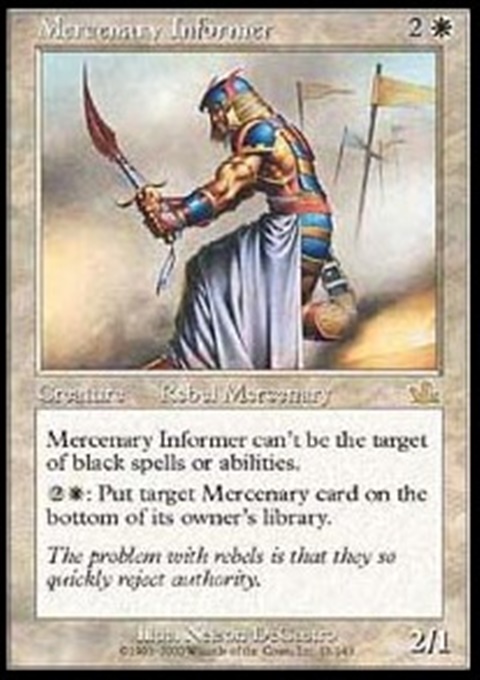 Mercenary Informer 2
Creature Rebel Mercenary
Mercenary Informer can't be the target
of black spells or abilities.
2: Put target Mercenary card on the
bottom of its owner's library.
The problem with rebels is that they so
quickly reject authority.
Illus. Nelson DeCastro
2/1